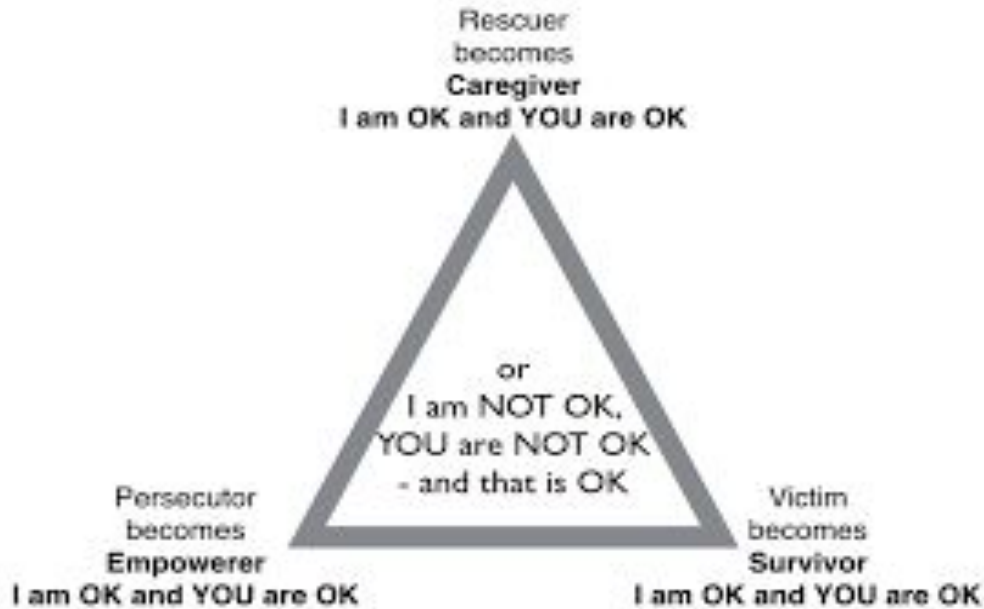 Rescuer
becomes
Caregiver
I am OK and YOU are OK
or
I am NOT OK,
YOU are NOT OK
- and that is OK
Persecutor
becomes
Empowerer
I am OK and YOU are OK
Victim
becomes
Survivor
I am OK and YOU are OK